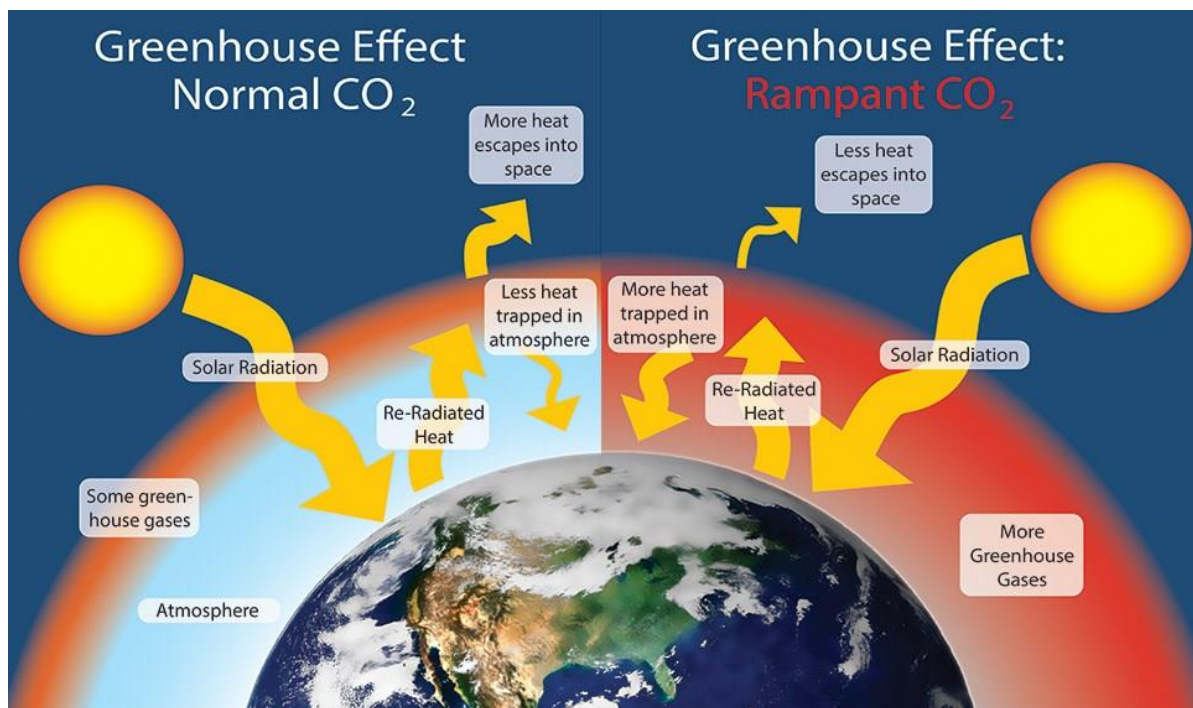 Greenhouse Effect
Normal CO₂
More heat
escapes into
space
Less heat
trapped in
atmosphere
Solar Radiation
Re-Radiated
Heat
Some green-
house gases
Atmosphere
Greenhouse Effect:
Rampant CO₂
Less heat
escapes into
space
More heat
trapped in
atmosphere
Solar Radiation
Re-Radiated
Heat
More
Greenhouse
Gases